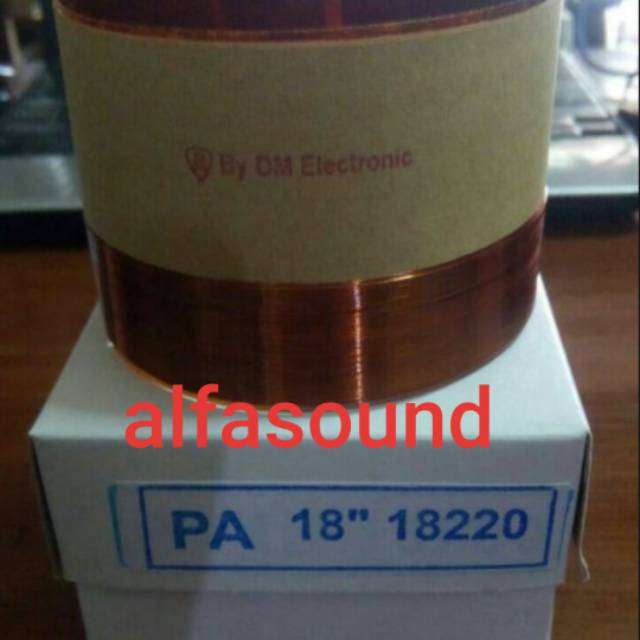 By DM Electronic
alfasound
PA 18" 18220